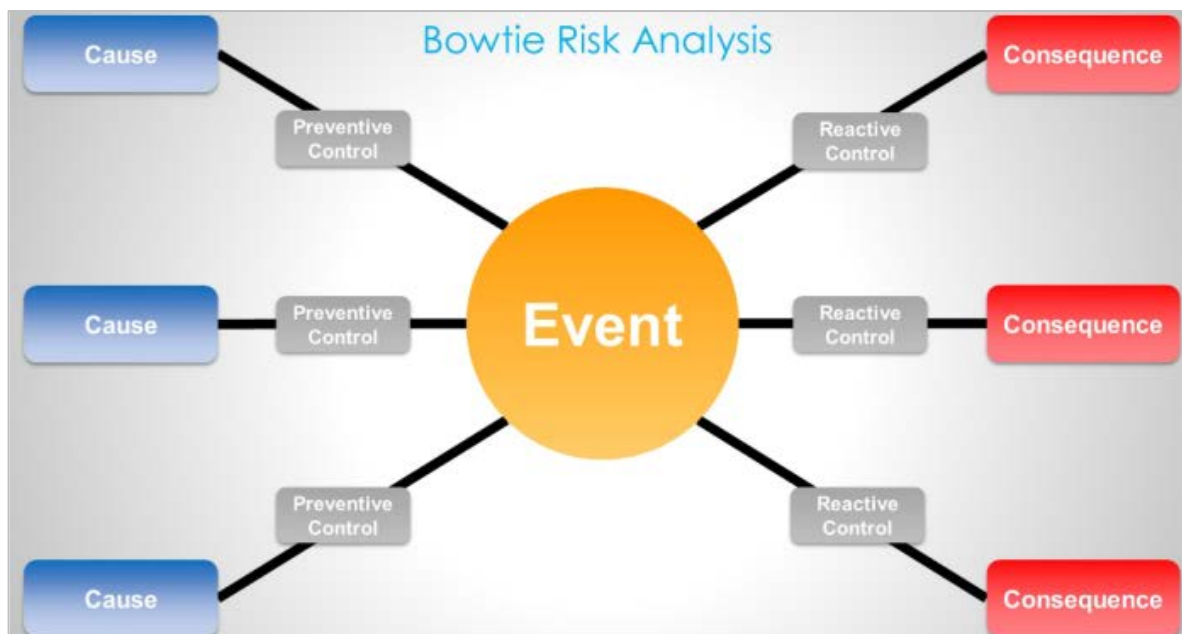 Bowtie Risk Analysis
Cause
Preventive
Control
Reactive
Control
Consequence
Cause
Preventive
Control
Event
Reactive
Control
Consequence
Cause
Preventive
Control
Reactive
Control
Consequence